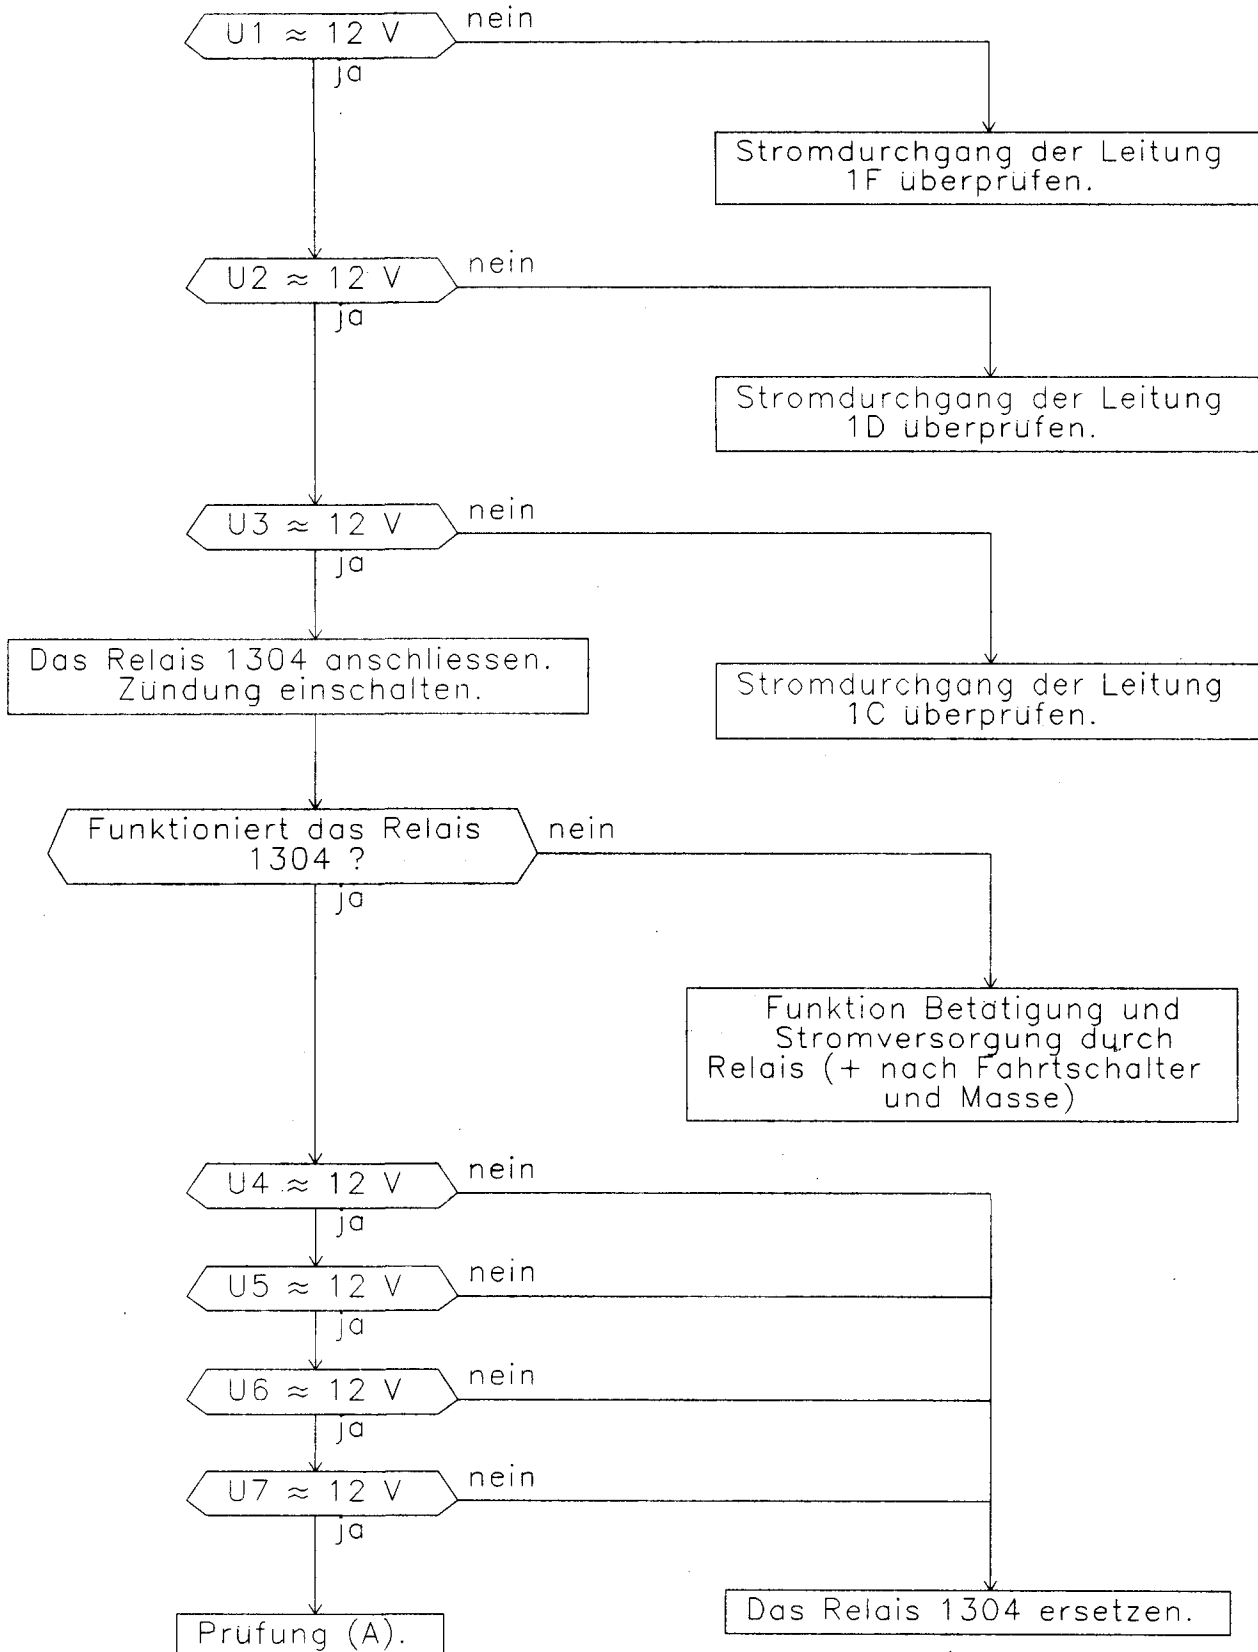 U1 ≈ 12 V
nein
ja
Stromdurchgang der Leitung
1F überprüfen.
U2 ≈ 12 V
nein
ja
Stromdurchgang der Leitung
1D überprüfen.
U3 ≈ 12 V
nein
ja
Das Relais 1304 anschliessen.
Zündung einschalten.
Stromdurchgang der Leitung
1C überprüfen.
Funktioniert das Relais
1304 ?
nein
ja
Funktion Betätigung und
Stromversorgung durch
Relais (+ nach Fahrtschalter
und Masse)
U4 ≈ 12 V
nein
ja
U5 ≈ 12 V
nein
ja
U6 ≈ 12 V
nein
ja
U7 ≈ 12 V
nein
ja
Das Relais 1304 ersetzen.
Prüfung (A).